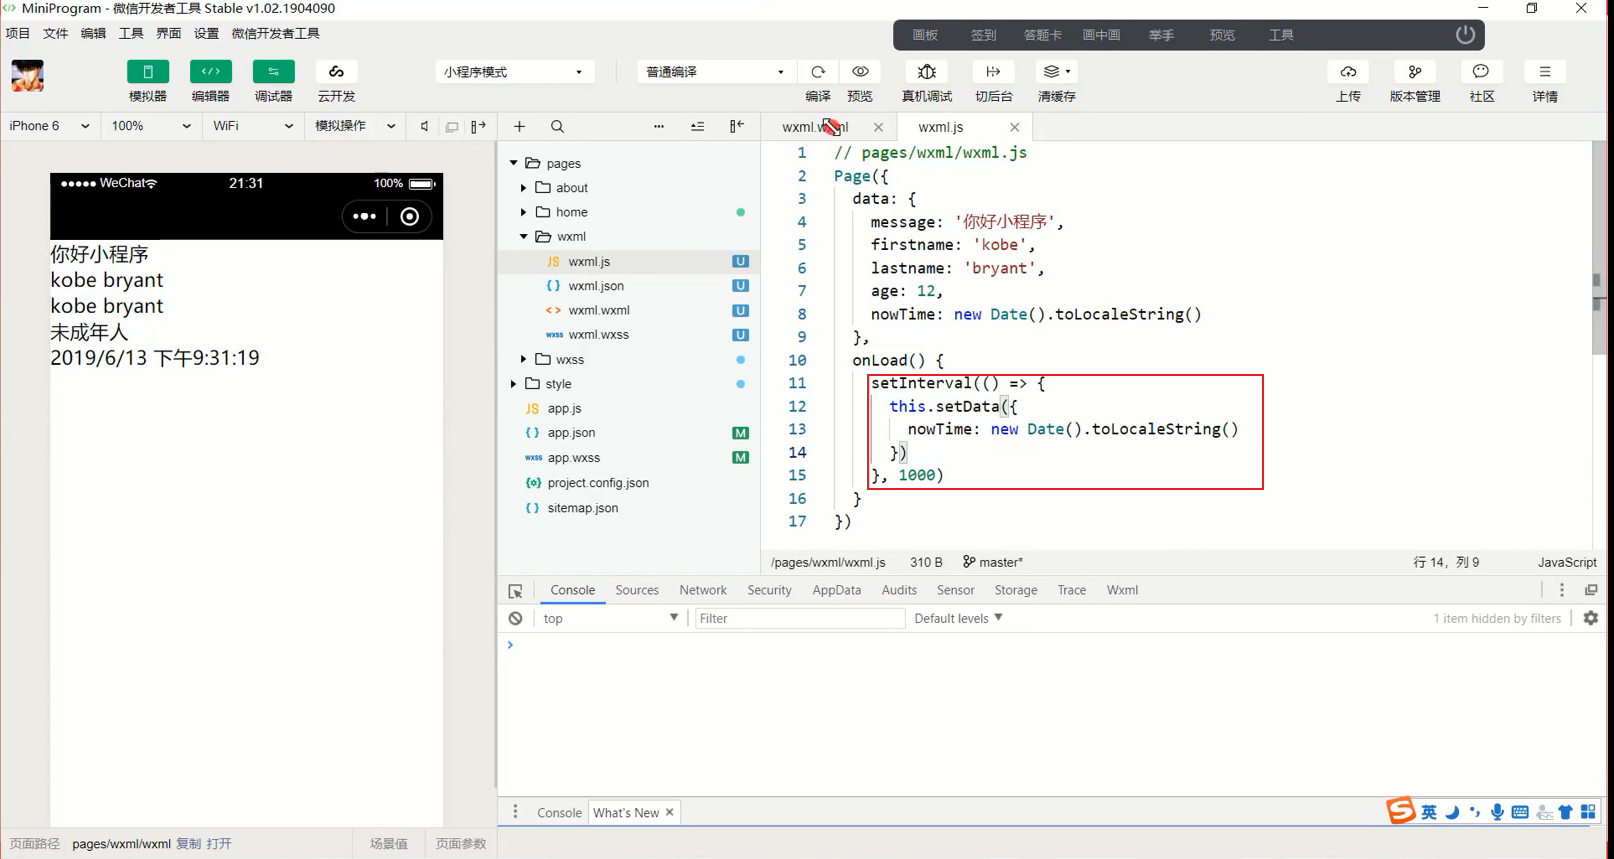 MiniProgram - 微信开发者工具 Stable v1.02.1904090
项目 文件 编辑 工具 界面 设置 微信开发者工具
画板 签到 答题卡 画中画 举手 预览 工具
小程序模式 普通编译
模拟器 编辑器 调试器 云开发 编译 预览 真机调试 切后台 清缓存 上传 版本管理 社区 详情
iPhone 6 100% WiFi 模拟操作
WeChat 21:31 100%
你好小程序
kobe bryant
kobe bryant
未成年人
2019/6/13 下午9:31:19
页面路径 pages/wxml/wxml 复制 打开 场景值 页面参数
pages
about
home
wxml
JS wxml.js U
{ } wxml.json U
<> wxml.wxml U
wxss wxml.wxss U
wxss
style
JS app.js
{ } app.json M
wxss app.wxss M
{o} project.config.json
{ } sitemap.json
wxml.js
1 // pages/wxml/wxml.js
2 Page({
3 data: {
4 message: '你好小程序',
5 firstname: 'kobe',
6 lastname: 'bryant',
7 age: 12,
8 nowTime: new Date().toLocaleString()
9 },
10 onLoad() {
11 setInterval(() => {
12 this.setData({
13 nowTime: new Date().toLocaleString()
14 })
15 }, 1000)
16 }
17 })
/pages/wxml/wxml.js 310 B master* 行 14，列 9 JavaScript
Console Sources Network Security AppData Audits Sensor Storage Trace Wxml
top Filter Default levels 1 item hidden by filters
Console What's New
英